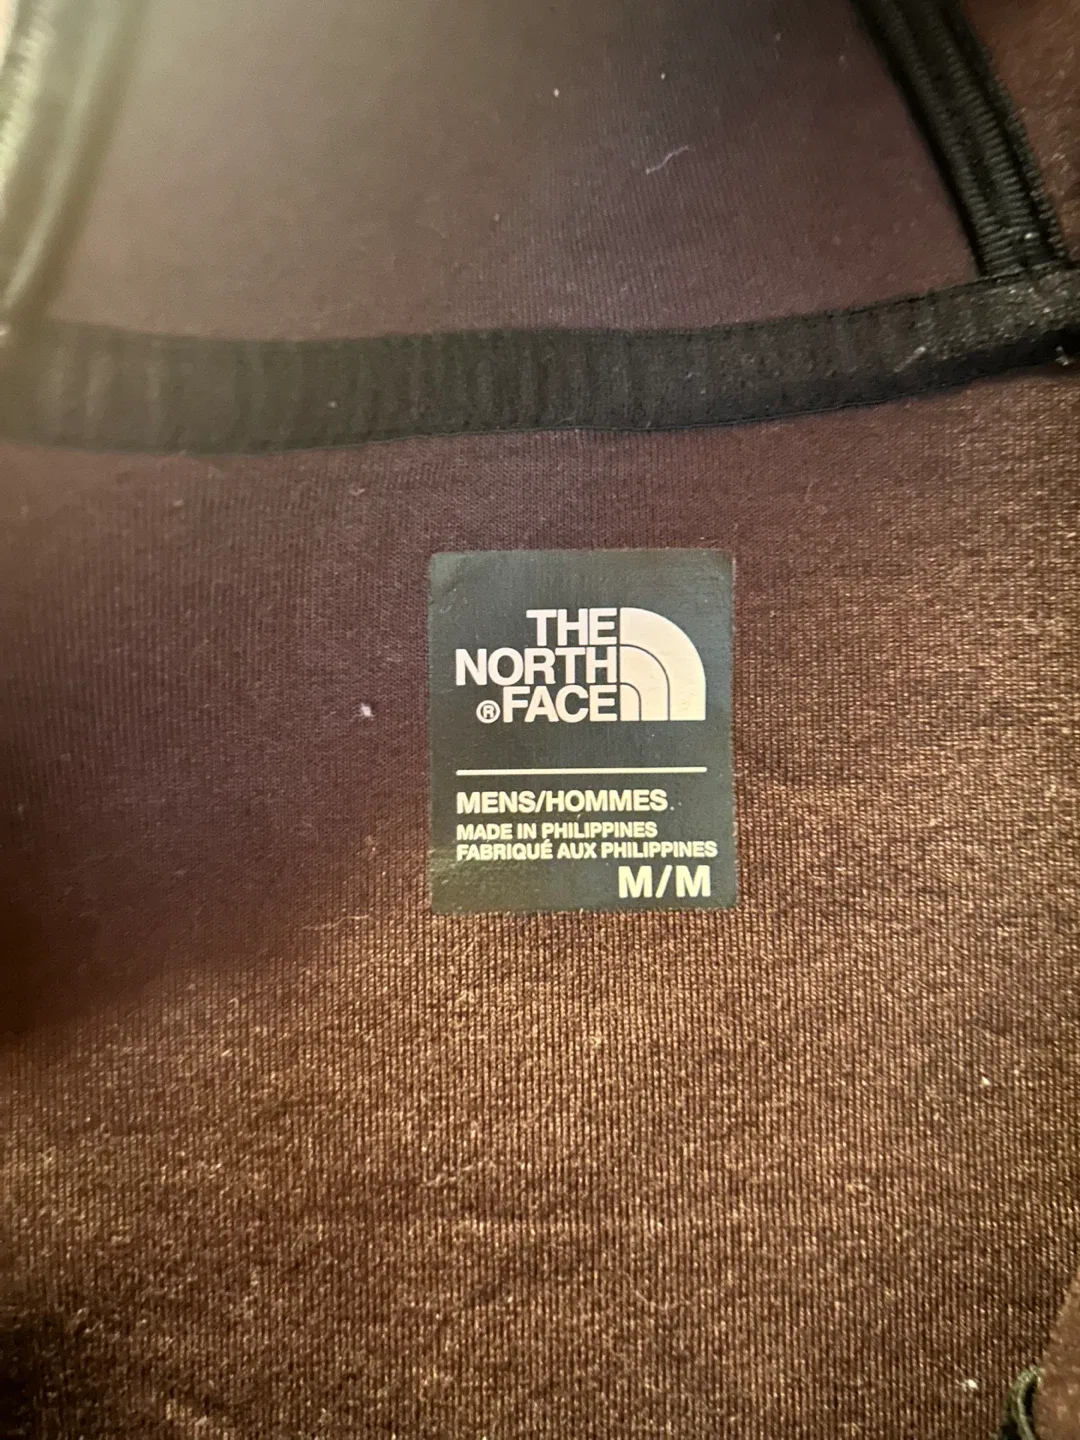 THE
NORTH
®FACE
MENS/HOMMES
MADE IN PHILIPPINES
FABRIQUÉ AUX PHILIPPINES
M/M